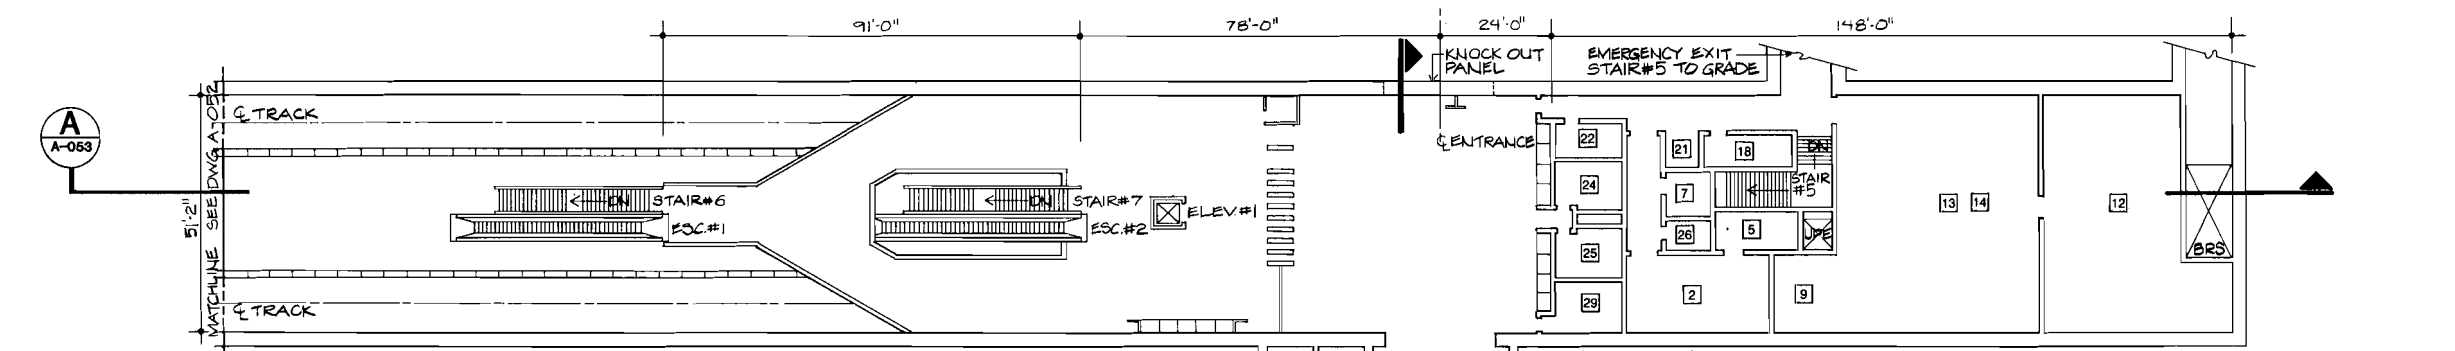 91'-0"
78'-0"
24'-0"
148'-0"
KNOCK OUT
PANEL
EMERGENCY EXIT
STAIR#5 TO GRADE
A
A-053
MATCHLINE SEE DWG A-052
51'-2"
℄ TRACK
℄ ENTRANCE
DN STAIR#6
ESC.#1
DN STAIR#7
ESC.#2
ELEV.#1
22
24
25
29
21
18
DN
STAIR
#5
7
26
5
UPE
2
9
13
14
12
BRS
℄ TRACK